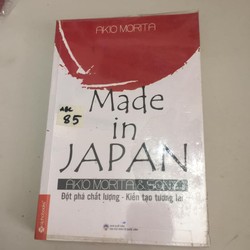 AKIO MORITA
Made
in
JAPAN
ABC
85
AKIO MORITA & SONY
Đột phá chất lượng - Kiến tạo tương lai